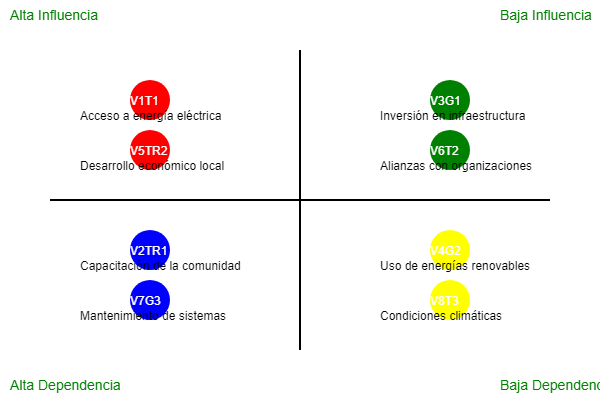 Alta Influencia
Baja Influencia
V1T1
Acceso a energía eléctrica
V3G1
Inversión en infraestructura
V5TR2
Desarrollo económico local
V6T2
Alianzas con organizaciones
V2TR1
Capacitación de la comunidad
V4G2
Uso de energías renovables
V7G3
Mantenimiento de sistemas
V8T3
Condiciones climáticas
Alta Dependencia
Baja Dependenc